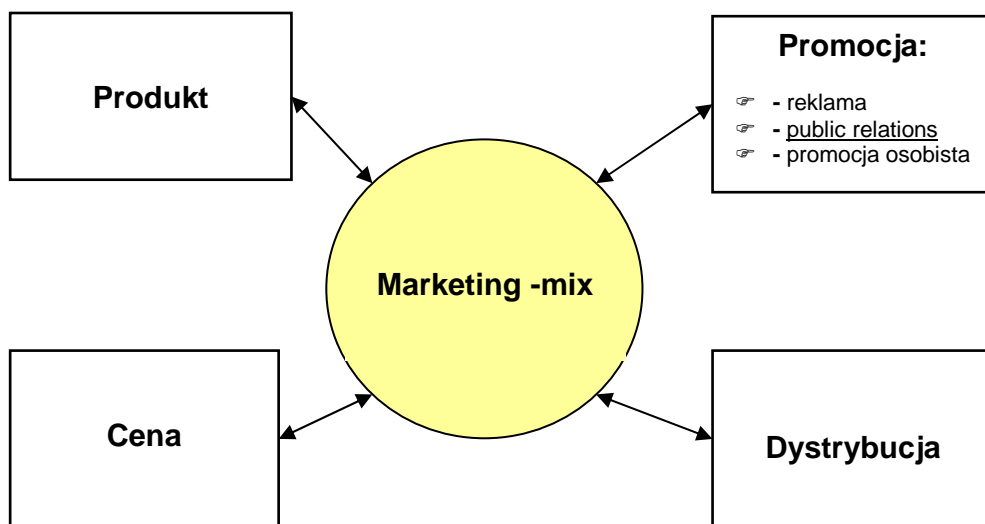 Produkt
Promocja:
☞ - reklama
☞ - public relations
☞ - promocja osobista
Marketing -mix
Cena
Dystrybucja